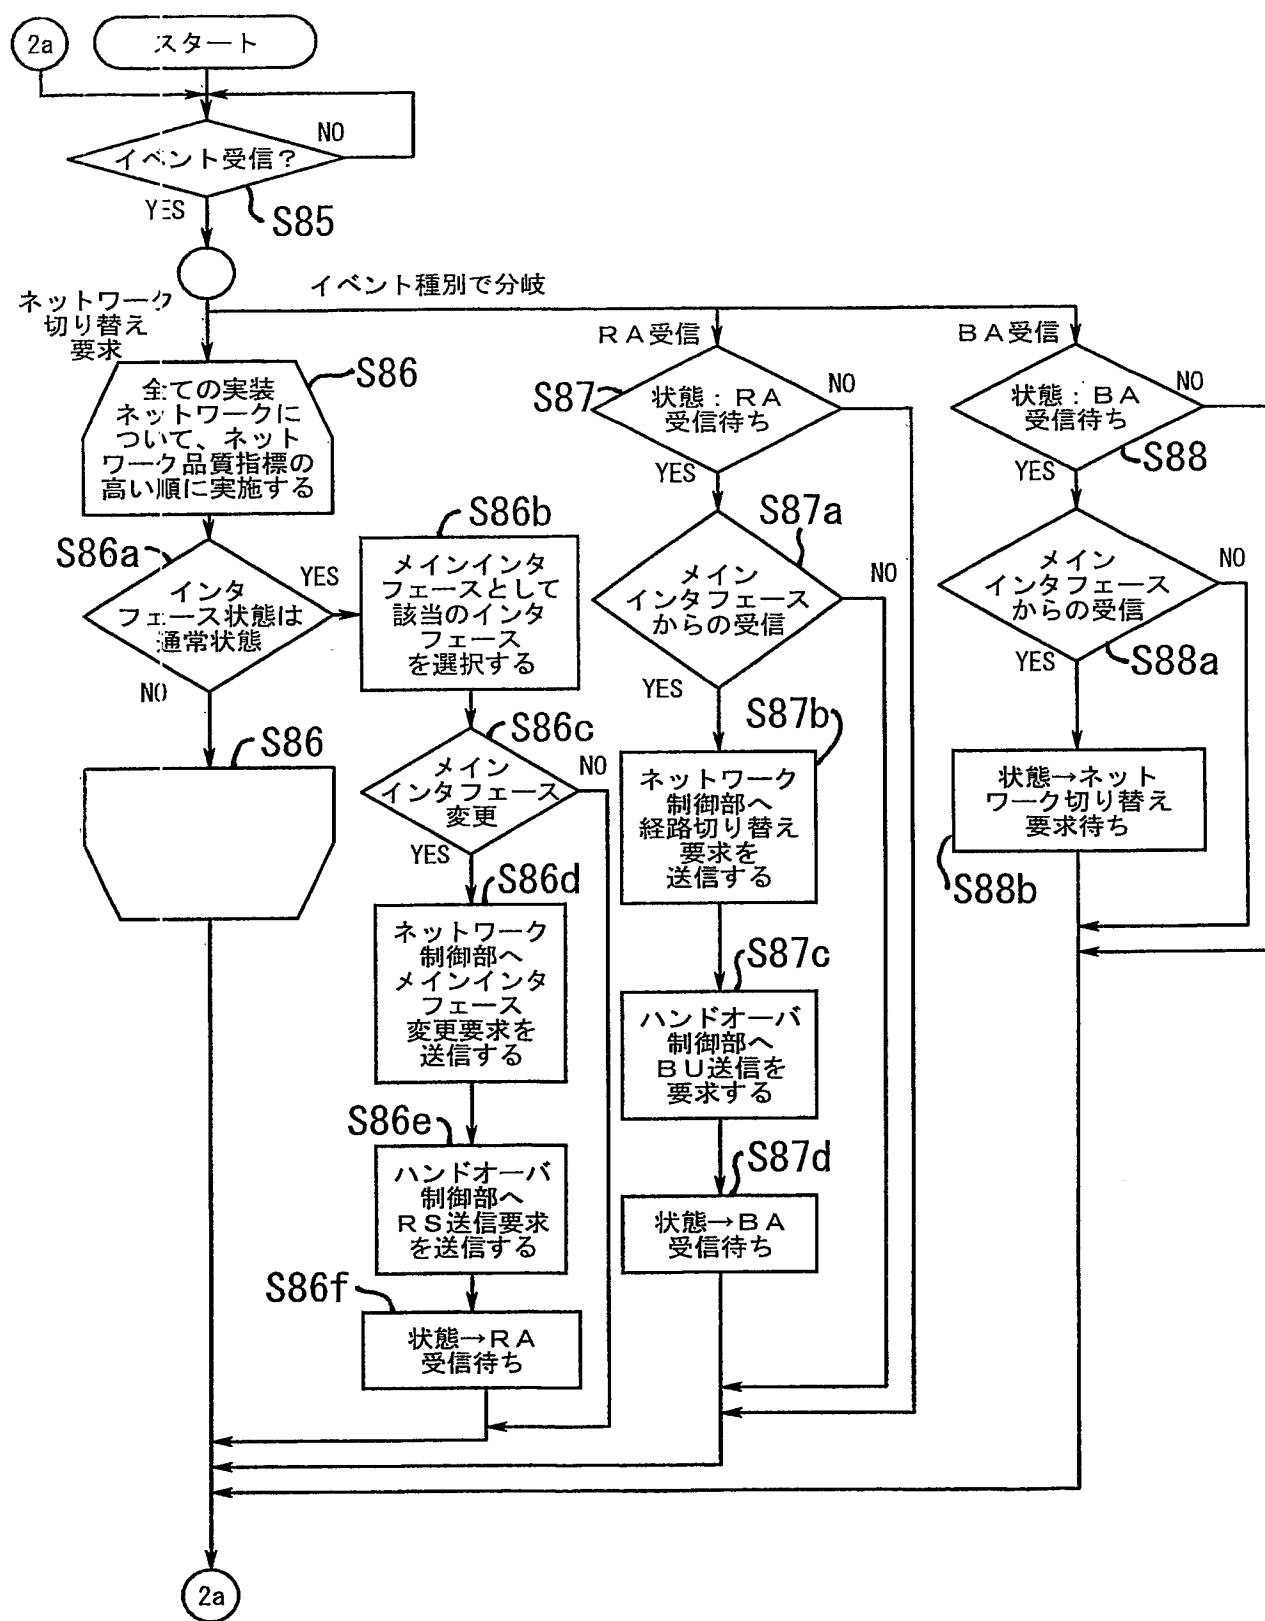 2a
スタート
NO
イベント受信?
YES
S85
イベント種別で分岐
ネットワーク
切り替え
要求
RA受信
BA受信
S86
全ての実装
ネットワークに
ついて、ネット
ワーク品質指標の
高い順に実施する
S87
状態:RA
受信待ち
NO
YES
状態:BA
受信待ち
NO
S88
YES
S86a
インタ
フェース状態は
通常状態
YES
NO
S86b
メインインタ
フェースとして
該当のインタ
フェース
を選択する
S87a
メイン
インタフェース
からの受信
NO
YES
メイン
インタフェース
からの受信
NO
S88a
YES
S86
S86c
メイン
インタフェース
変更
NO
YES
S87b
ネットワーク
制御部へ
経路切り替え
要求を
送信する
状態→ネット
ワーク切り替え
要求待ち
S88b
S86d
ネットワーク
制御部へ
メインインタ
フェース
変更要求を
送信する
S87c
ハンドオーバ
制御部へ
BU送信を
要求する
S86e
ハンドオーバ
制御部へ
RS送信要求
を送信する
S87d
状態→BA
受信待ち
S86f
状態→RA
受信待ち
2a